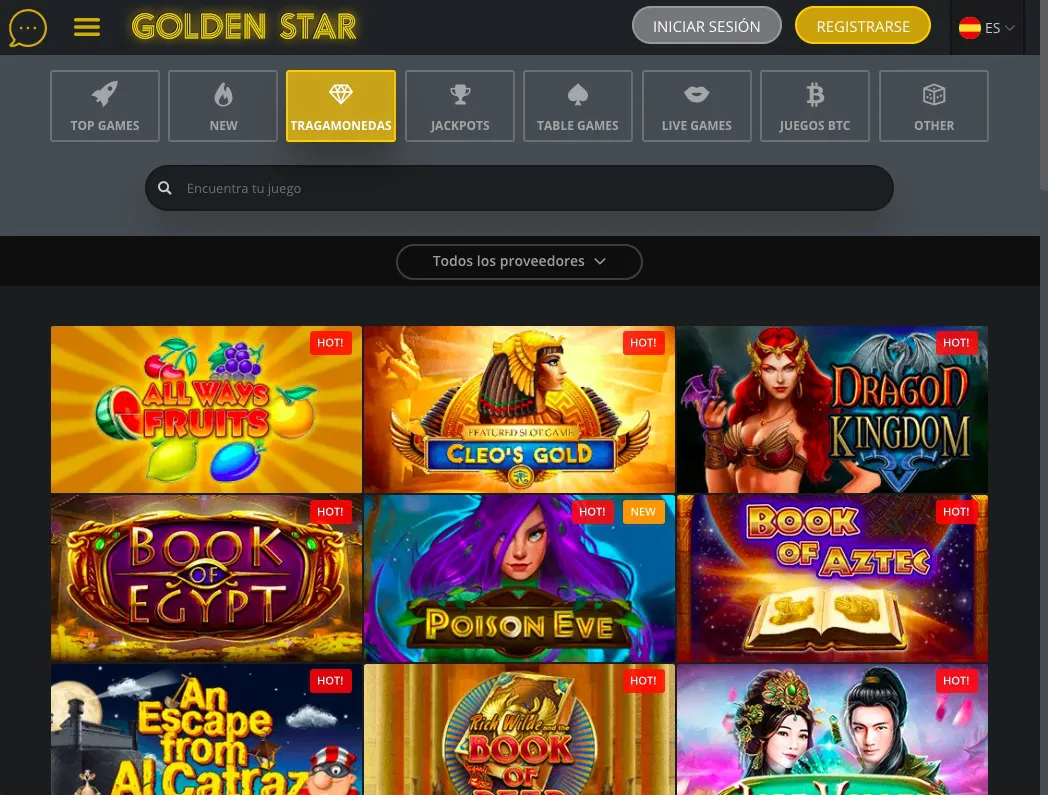 GOLDEN STAR
INICIAR SESIÓN
REGISTRARSE
ES
TOP GAMES
NEW
TRAGAMONEDAS
JACKPOTS
TABLE GAMES
LIVE GAMES
JUEGOS BTC
OTHER
Encuentra tu juego
Todos los proveedores
HOT!
ALL WAYS
FRUITS
HOT!
FEATURED SLOT GAME
CLEO'S GOLD
HOT!
DRAGON
KINGDOM
HOT!
BOOK
OF
EGYPT
HOT!
NEW
POISON EVE
HOT!
BOOK
OF AZTEC
HOT!
An
Escape
from
Al Catraz
HOT!
Rich Wilde and the
BOOK
OF
HOT!